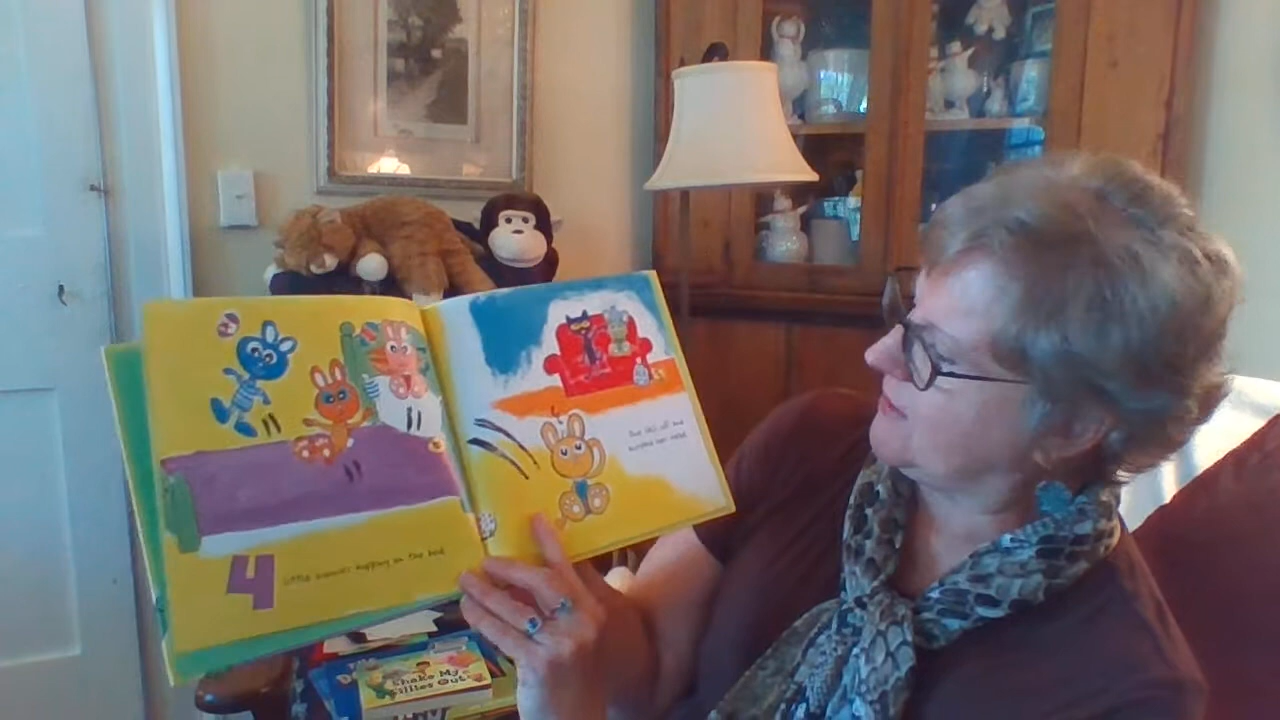 4 little bunnies hopping on the bed
One fell off and
bumped her head
Shake My
Sillies Out